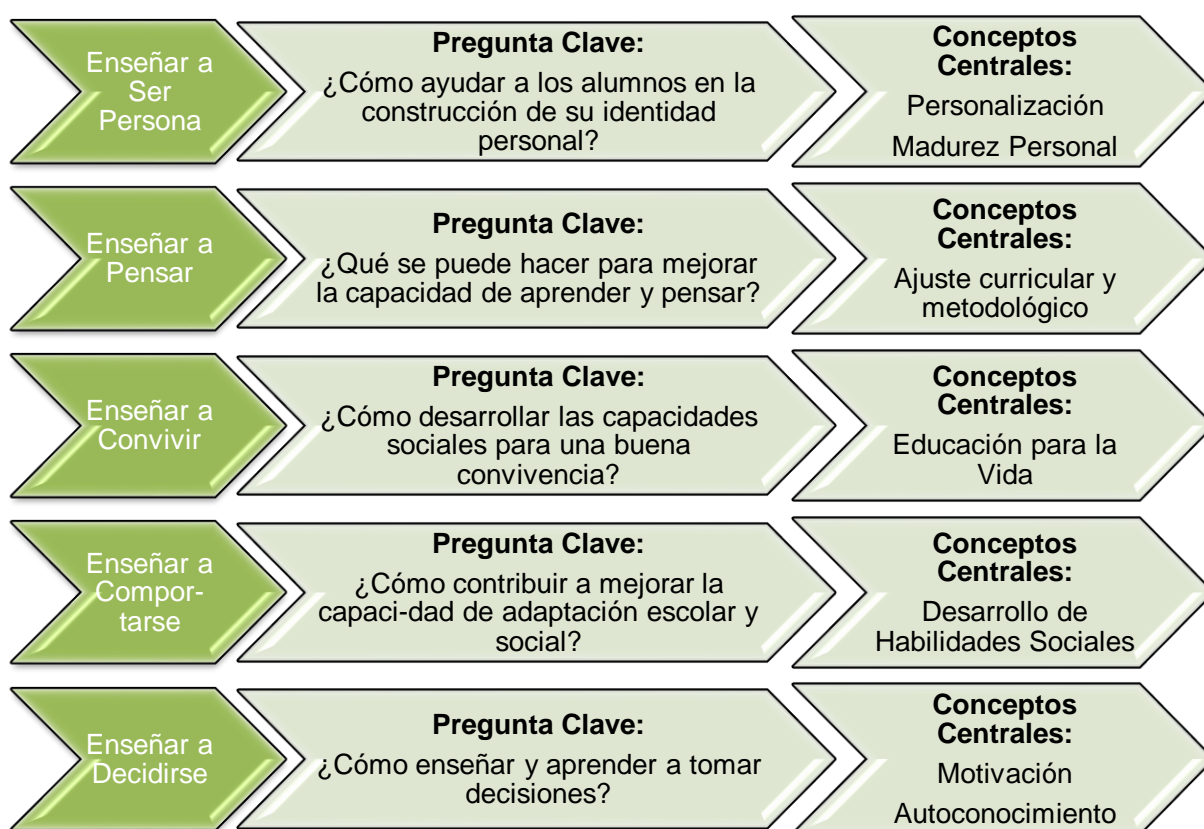 Enseñar a
Ser
Persona
Pregunta Clave:
¿Cómo ayudar a los alumnos en la
construcción de su identidad
personal?
Conceptos
Centrales:
Personalización
Madurez Personal
Enseñar a
Pensar
Pregunta Clave:
¿Qué se puede hacer para mejorar
la capacidad de aprender y pensar?
Conceptos
Centrales:
Ajuste curricular y
metodológico
Enseñar a
Convivir
Pregunta Clave:
¿Cómo desarrollar las capacidades
sociales para una buena
convivencia?
Conceptos
Centrales:
Educación para la
Vida
Enseñar a
Compor-
tarse
Pregunta Clave:
¿Cómo contribuir a mejorar la
capaci-dad de adaptación escolar y
social?
Conceptos
Centrales:
Desarrollo de
Habilidades Sociales
Enseñar a
Decidirse
Pregunta Clave:
¿Cómo enseñar y aprender a tomar
decisiones?
Conceptos
Centrales:
Motivación
Autoconocimiento